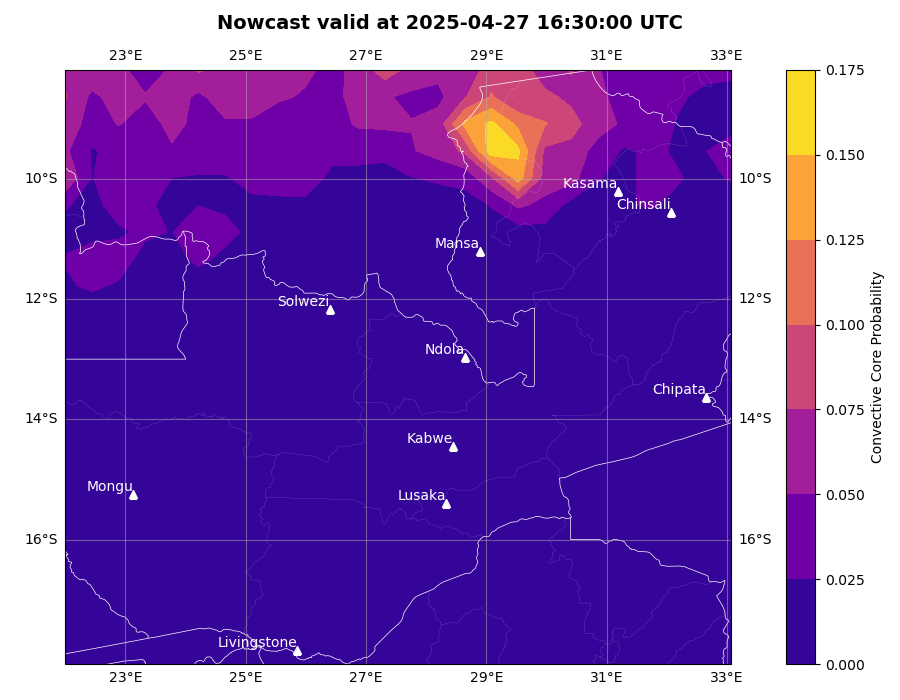 Nowcast valid at 2025-04-27 16:30:00 UTC
23°E 25°E 27°E 29°E 31°E 33°E
0.175
0.150
10°S Kasama 10°S
Chinsali
0.125
Mansa
12°S Solwezi 12°S
0.100
Ndola
Chipata
0.075
14°S 14°S
Kabwe
Convective Core Probability
Mongu
Lusaka
0.050
16°S 16°S
0.025
Livingstone
0.000
23°E 25°E 27°E 29°E 31°E 33°E